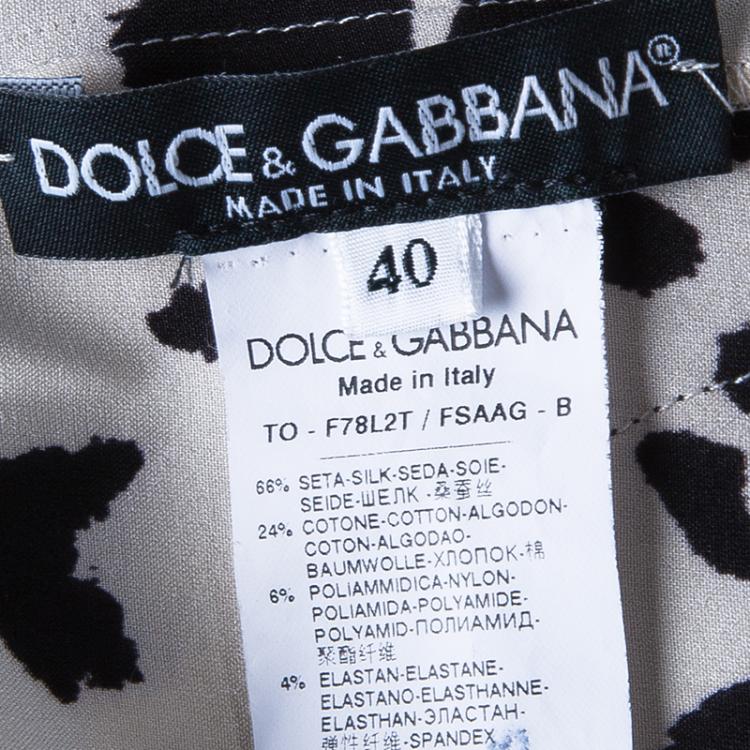 DOLCE & GABBANA®
MADE IN ITALY
40
DOLCE & GABBANA
Made in Italy
TO - F78L2T / FSAAG - B
66% SETA-SILK-SEDA-SOIE-
SEIDE-ШЕЛК -桑蚕丝
24% COTONE-COTTON-ALGODON-
COTON-ALGODAO-
BAUMWOLLE-ХЛОПОК-棉
6% POLIAMMIDICA-NYLON-
POLIAMIDA-POLYAMIDE-
POLYAMID-ПОЛИАМИД-
聚酯纤维
4% ELASTAN-ELASTANE-
ELASTANO-ELASTHANNE-
ELASTHAN-ЭЛАСТАН-
弹性纤维-SPANDEX